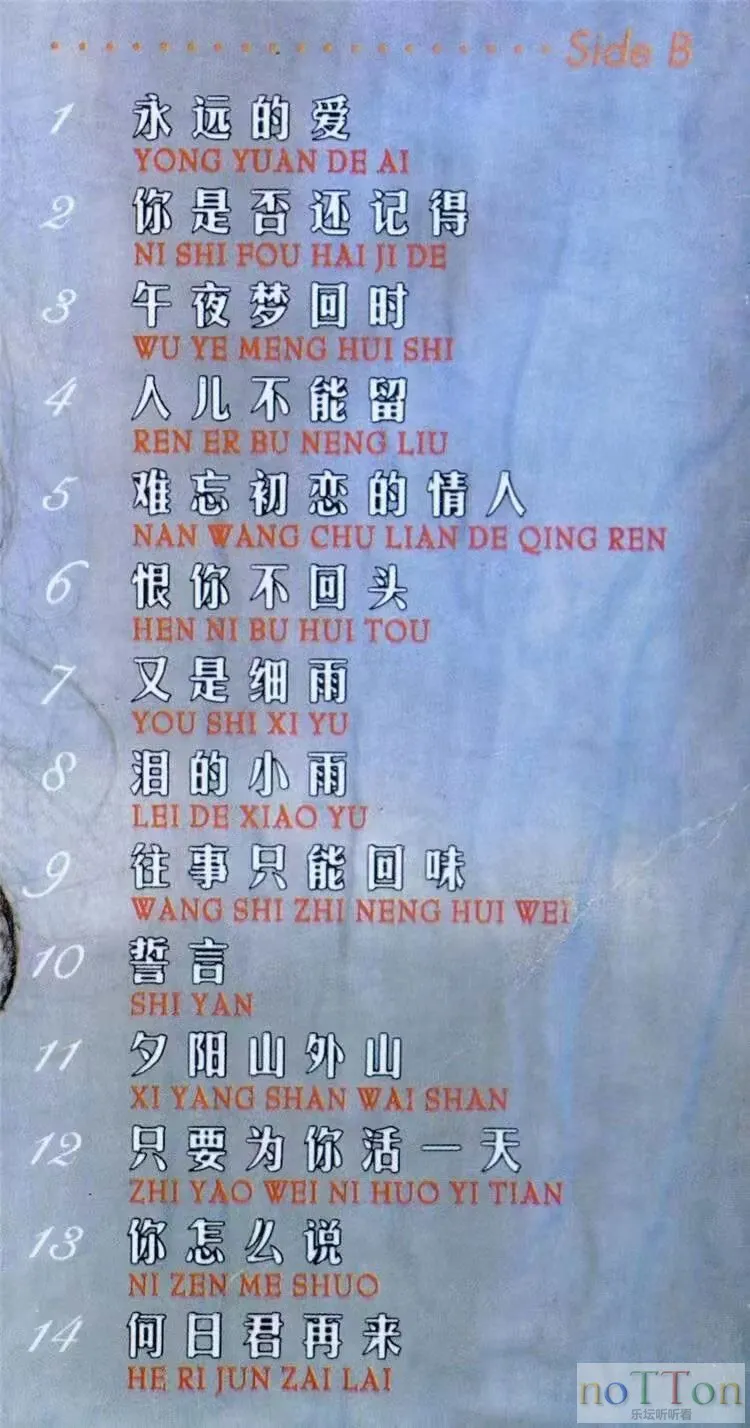 Side B
1 永远的爱
YONG YUAN DE AI
2 你是否还记得
NI SHI FOU HAI JI DE
3 午夜梦回时
WU YE MENG HUI SHI
4 人儿不能留
REN ER BU NENG LIU
5 难忘初恋的情人
NAN WANG CHU LIAN DE QING REN
6 恨你不回头
HEN NI BU HUI TOU
7 又是细雨
YOU SHI XI YU
8 泪的小雨
LEI DE XIAO YU
9 往事只能回味
WANG SHI ZHI NENG HUI WEI
10 誓言
SHI YAN
11 夕阳山外山
XI YANG SHAN WAI SHAN
12 只要为你活一天
ZHI YAO WEI NI HUO YI TIAN
13 你怎么说
NI ZEN ME SHUO
14 何日君再来
HE RI JUN ZAI LAI
noTTon
乐坛听听看